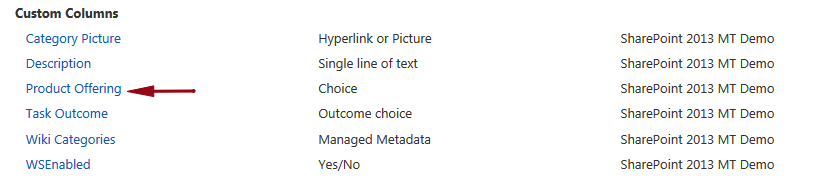 Custom Columns
Category Picture Hyperlink or Picture SharePoint 2013 MT Demo
Description Single line of text SharePoint 2013 MT Demo
Product Offering Choice SharePoint 2013 MT Demo
Task Outcome Outcome choice SharePoint 2013 MT Demo
Wiki Categories Managed Metadata SharePoint 2013 MT Demo
WSEnabled Yes/No SharePoint 2013 MT Demo